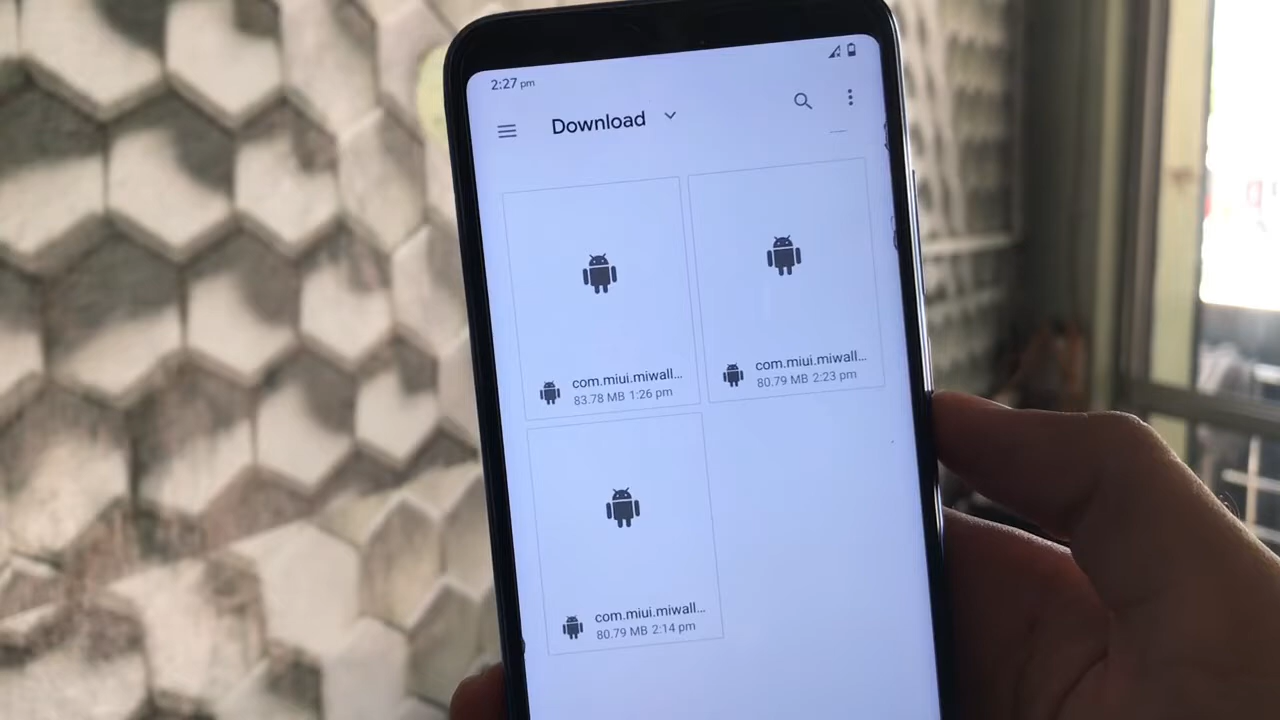 2:27 pm
Download
com.miui.miwall...
83.78 MB 1:26 pm
com.miui.miwall...
80.79 MB 2:23 pm
com.miui.miwall...
80.79 MB 2:14 pm